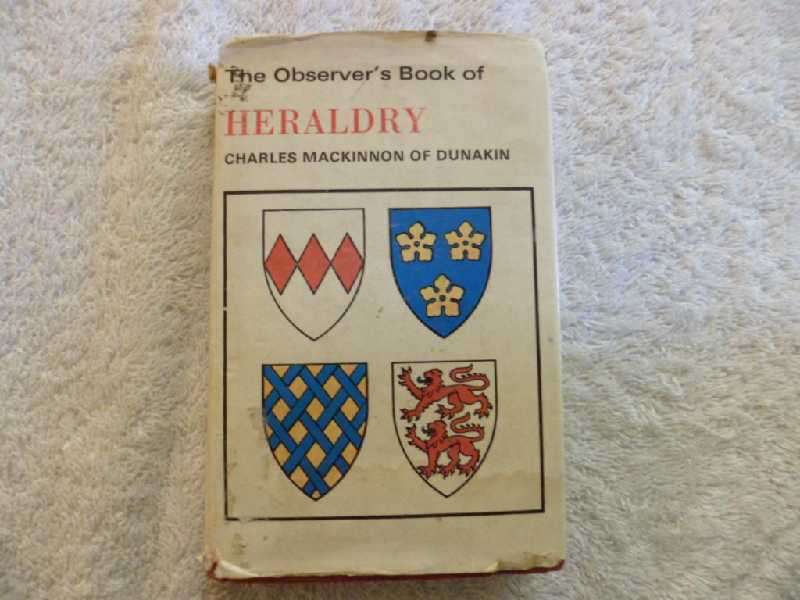 The Observer's Book of
HERALDRY
CHARLES MACKINNON OF DUNAKIN